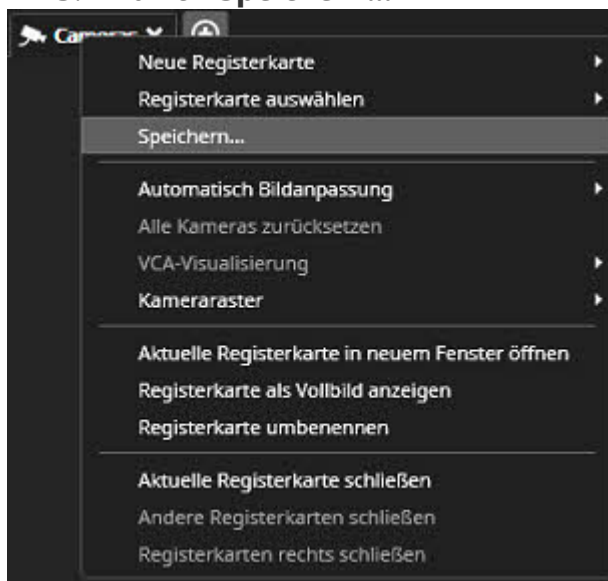 Cameras
Neue Registerkarte
Registerkarte auswählen
Speichern...
Automatisch Bildanpassung
Alle Kameras zurücksetzen
VCA-Visualisierung
Kameraraster
Aktuelle Registerkarte in neuem Fenster öffnen
Registerkarte als Vollbild anzeigen
Registerkarte umbenennen
Aktuelle Registerkarte schließen
Andere Registerkarten schließen
Registerkarten rechts schließen